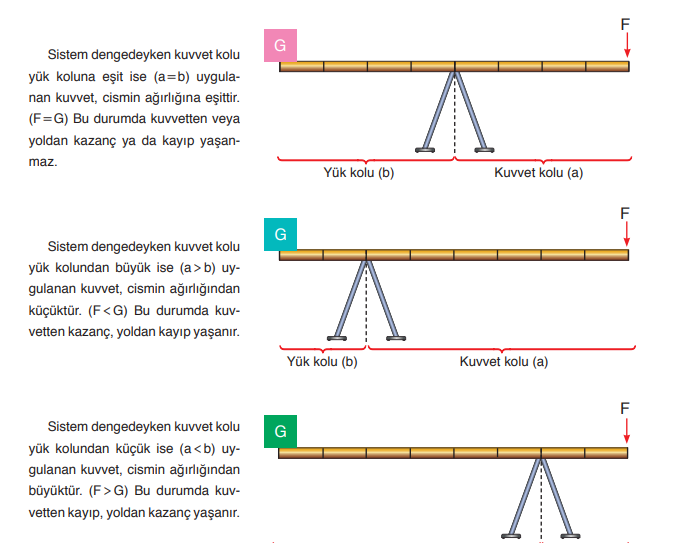 F
G
Sistem dengedeyken kuvvet kolu
yük koluna eşit ise (a=b) uygula-
nan kuvvet, cismin ağırlığına eşittir.
(F=G) Bu durumda kuvvetten veya
yoldan kazanç ya da kayıp yaşan-
maz.
Yük kolu (b) Kuvvet kolu (a)
F
G
Sistem dengedeyken kuvvet kolu
yük kolundan büyük ise (a>b) uy-
gulanan kuvvet, cismin ağırlığından
küçüktür. (F<G) Bu durumda kuv-
vetten kazanç, yoldan kayıp yaşanır.
Yük kolu (b) Kuvvet kolu (a)
F
G
Sistem dengedeyken kuvvet kolu
yük kolundan küçük ise (a<b) uy-
gulanan kuvvet, cismin ağırlığından
büyüktür. (F>G) Bu durumda kuv-
vetten kayıp, yoldan kazanç yaşanır.